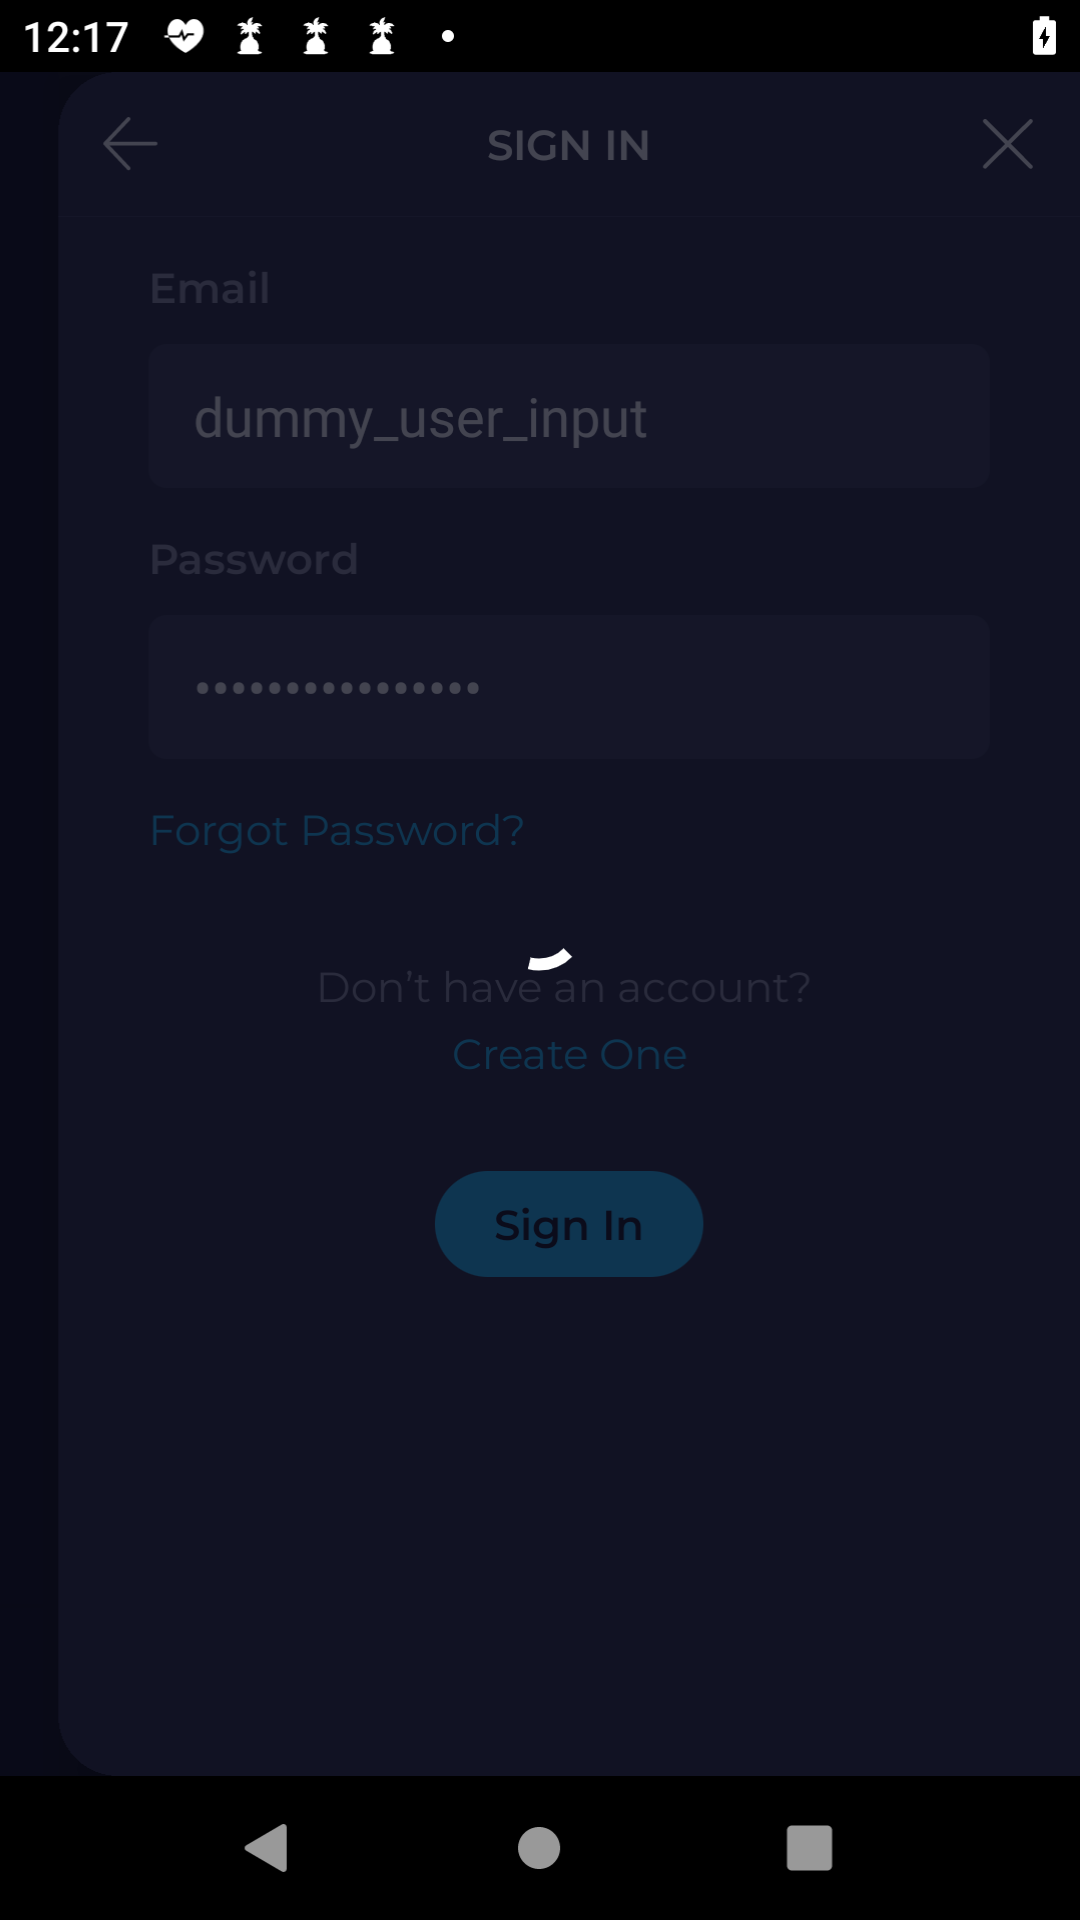 12:17
SIGN IN
Email
dummy_user_input
Password
••••••••••••••••
Forgot Password?
Don’t have an account?
Create One
Sign In